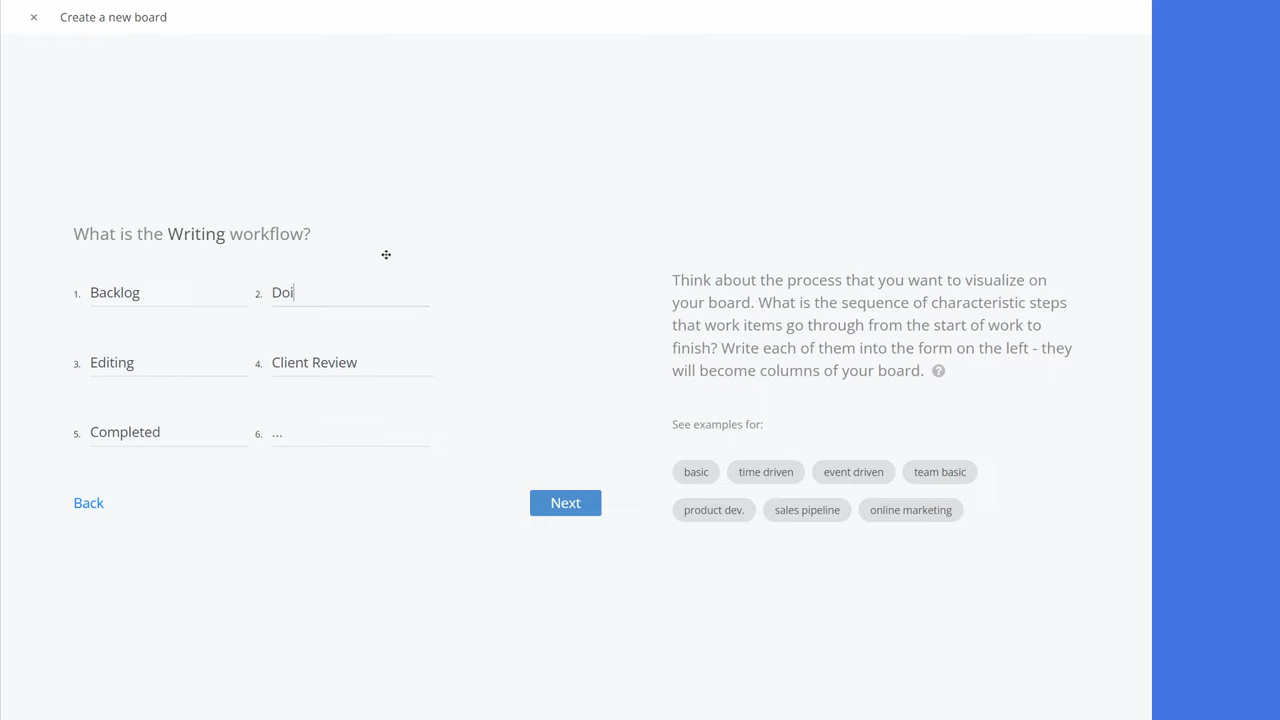 × Create a new board
What is the Writing workflow?
1. Backlog 2. Doi
3. Editing 4. Client Review
5. Completed 6. ...
Back Next
Think about the process that you want to visualize on
your board. What is the sequence of characteristic steps
that work items go through from the start of work to
finish? Write each of them into the form on the left - they
will become columns of your board. ?
See examples for:
basic time driven event driven team basic
product dev. sales pipeline online marketing